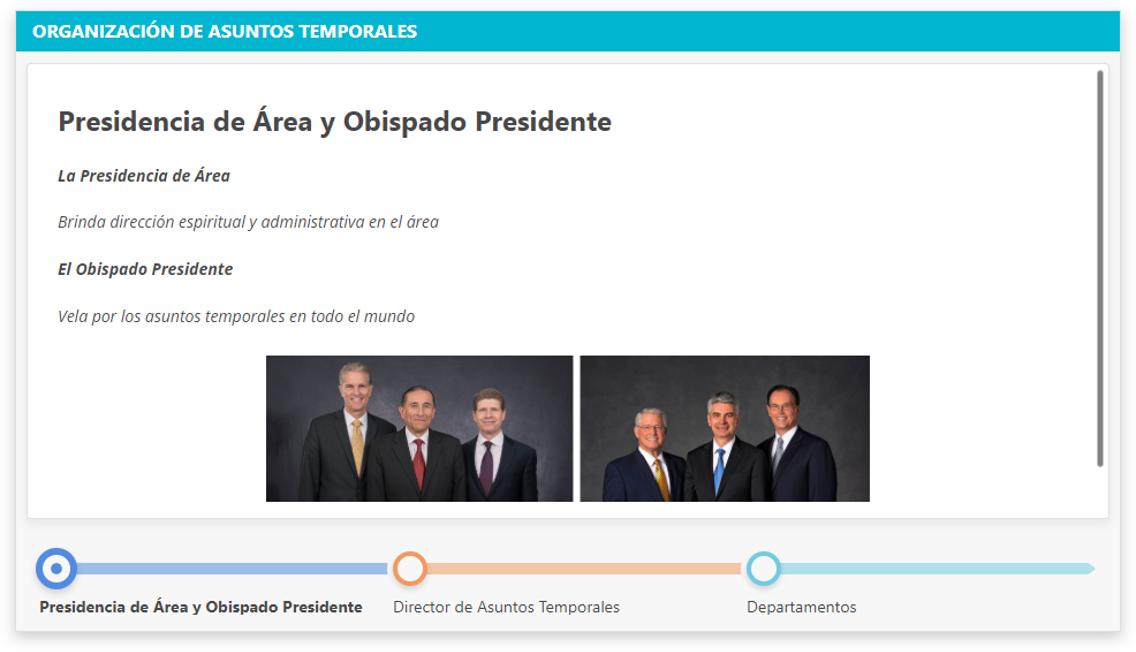 ORGANIZACIÓN DE ASUNTOS TEMPORALES
Presidencia de Área y Obispado Presidente
La Presidencia de Área
Brinda dirección espiritual y administrativa en el área
El Obispado Presidente
Vela por los asuntos temporales en todo el mundo
Presidencia de Área y Obispado Presidente
Director de Asuntos Temporales
Departamentos